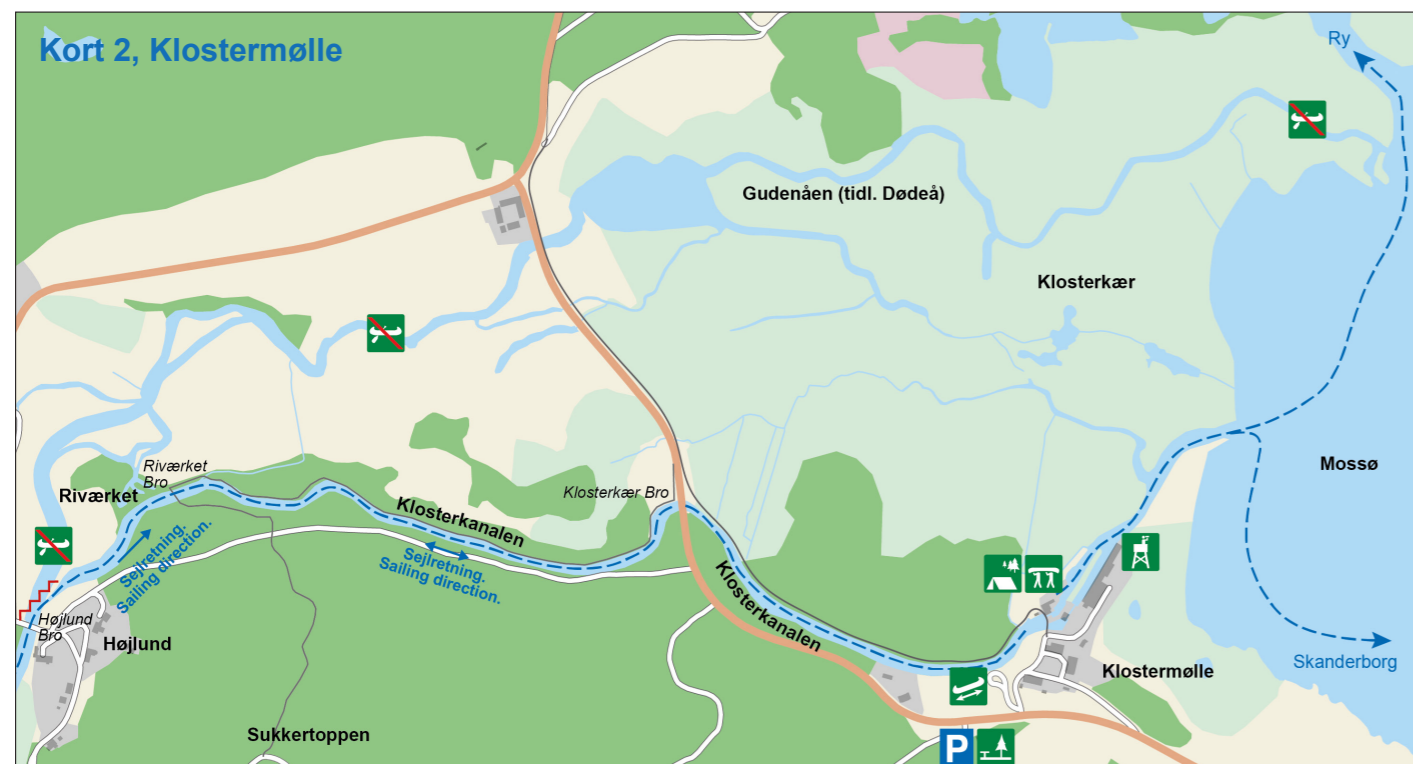 Kort 2, Klostermølle
Ry
Gudenåen (tidl. Dødeå)
Klosterkær
Mossø
Riværket
Bro
Riværket
Klosterkær Bro
Klosterkanalen
Sejlretning.
Sailing direction.
Sejlretning.
Sailing direction.
Klosterkanalen
Højlund
Bro
Højlund
Klostermølle
Skanderborg
Sukkertoppen
P